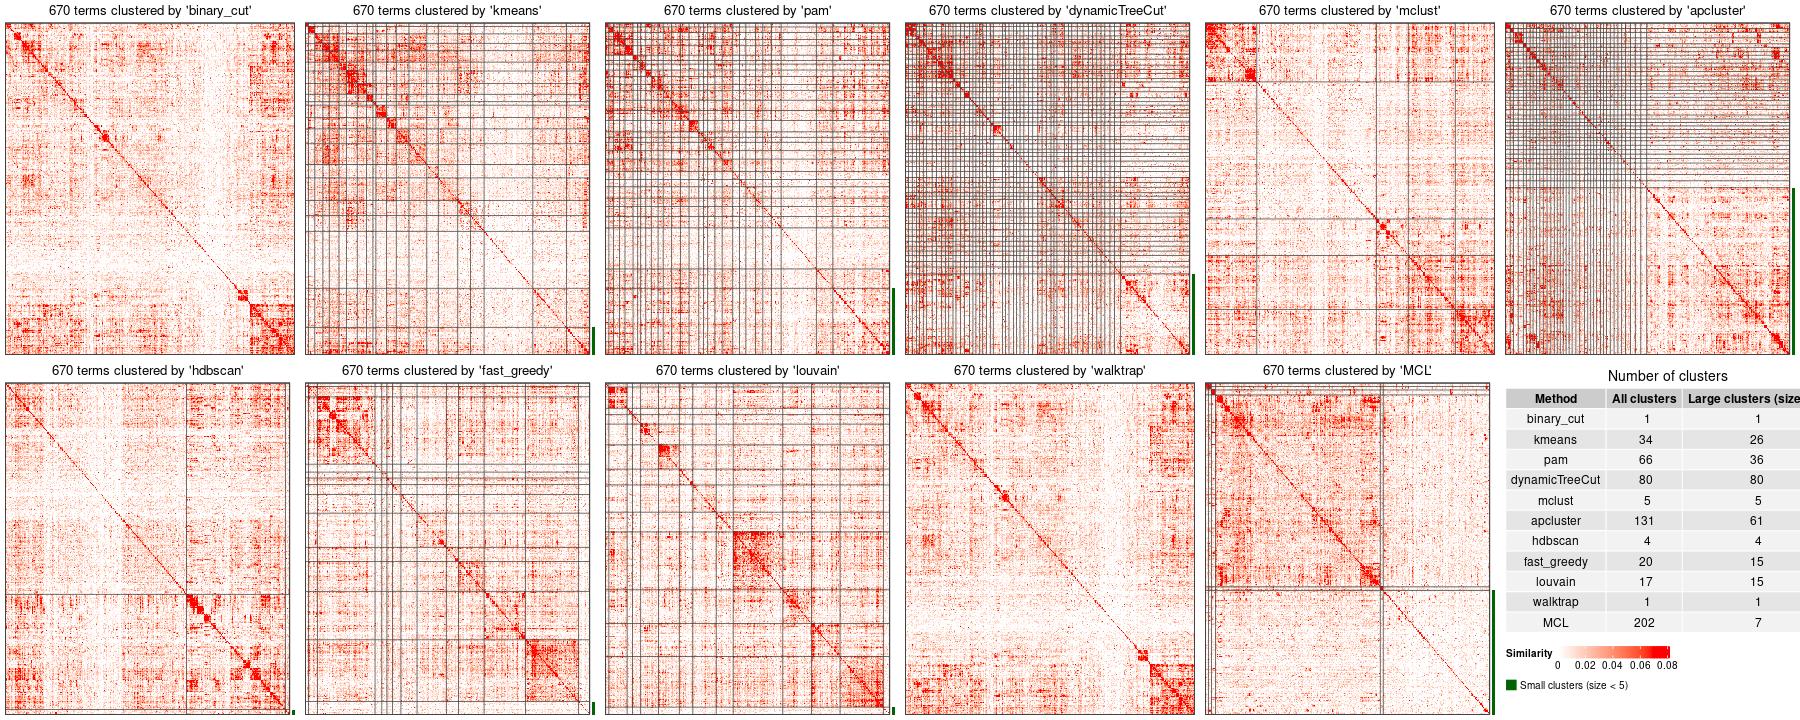 670 terms clustered by 'binary_cut'
670 terms clustered by 'kmeans'
670 terms clustered by 'pam'
670 terms clustered by 'dynamicTreeCut'
670 terms clustered by 'mclust'
670 terms clustered by 'apcluster'
670 terms clustered by 'hdbscan'
670 terms clustered by 'fast_greedy'
670 terms clustered by 'louvain'
670 terms clustered by 'walktrap'
670 terms clustered by 'MCL'
Number of clusters
Method All clusters Large clusters (size
binary_cut 1 1
kmeans 34 26
pam 66 36
dynamicTreeCut 80 80
mclust 5 5
apcluster 131 61
hdbscan 4 4
fast_greedy 20 15
louvain 17 15
walktrap 1 1
MCL 202 7
Similarity
0 0.02 0.04 0.06 0.08
Small clusters (size < 5)